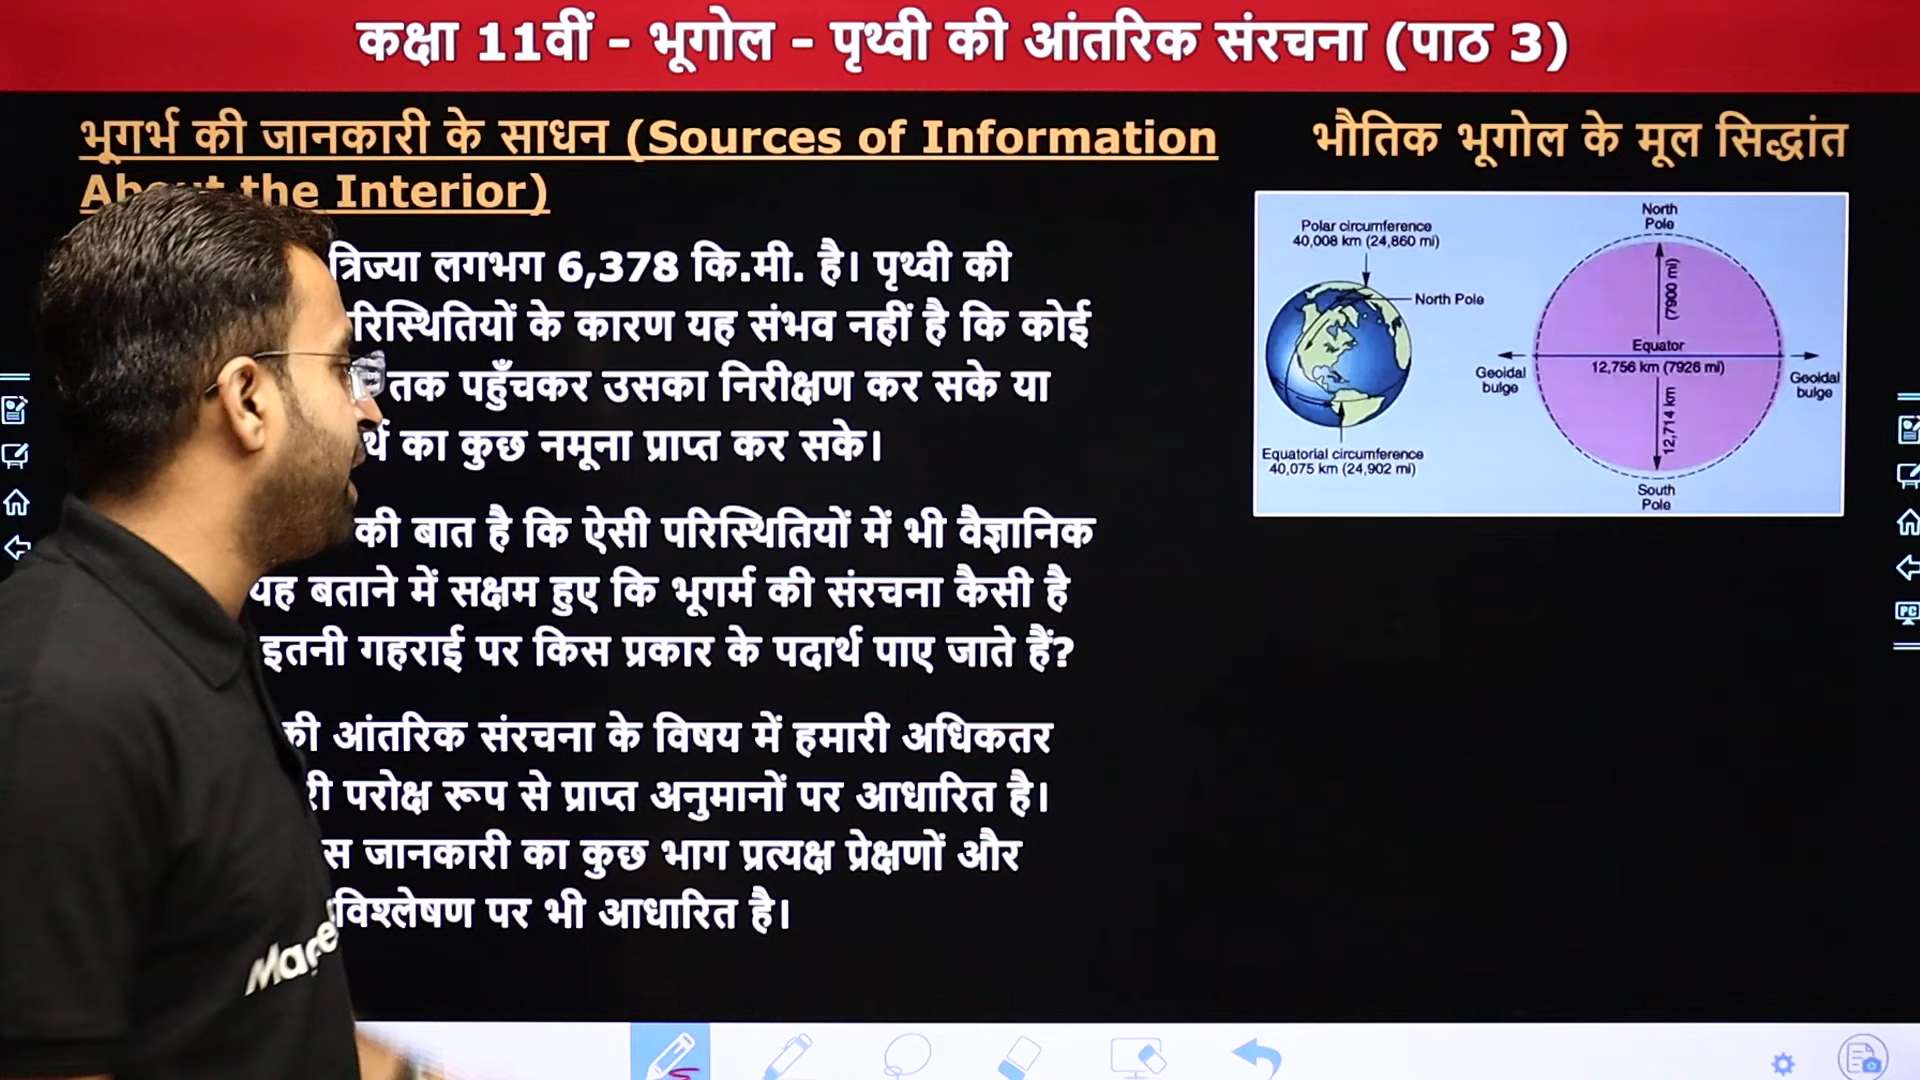 कक्षा 11वीं – भूगोल – पृथ्वी की आंतरिक संरचना (पाठ 3)
भूगर्भ की जानकारी के साधन (Sources of Information
About the Interior)
त्रिज्या लगभग 6,378 कि.मी. है। पृथ्वी की
परिस्थितियों के कारण यह संभव नहीं है कि कोई
तक पहुँचकर उसका निरीक्षण कर सके या
का कुछ नमूना प्राप्त कर सके।
की बात है कि ऐसी परिस्थितियों में भी वैज्ञानिक
यह बताने में सक्षम हुए कि भूगर्म की संरचना कैसी है
इतनी गहराई पर किस प्रकार के पदार्थ पाए जाते हैं?
की आंतरिक संरचना के विषय में हमारी अधिकतर
परोक्ष रूप से प्राप्त अनुमानों पर आधारित है।
जानकारी का कुछ भाग प्रत्यक्ष प्रेक्षणों और
विश्लेषण पर भी आधारित है।
भौतिक भूगोल के मूल सिद्धांत
Polar circumference
40,008 km (24,860 mi)
North Pole
Equatorial circumference
40,075 km (24,902 mi)
North
Pole
(7900 mi)
Equator
12,756 km (7926 mi)
12,714 km
Geoidal
bulge
Geoidal
bulge
South
Pole
PC